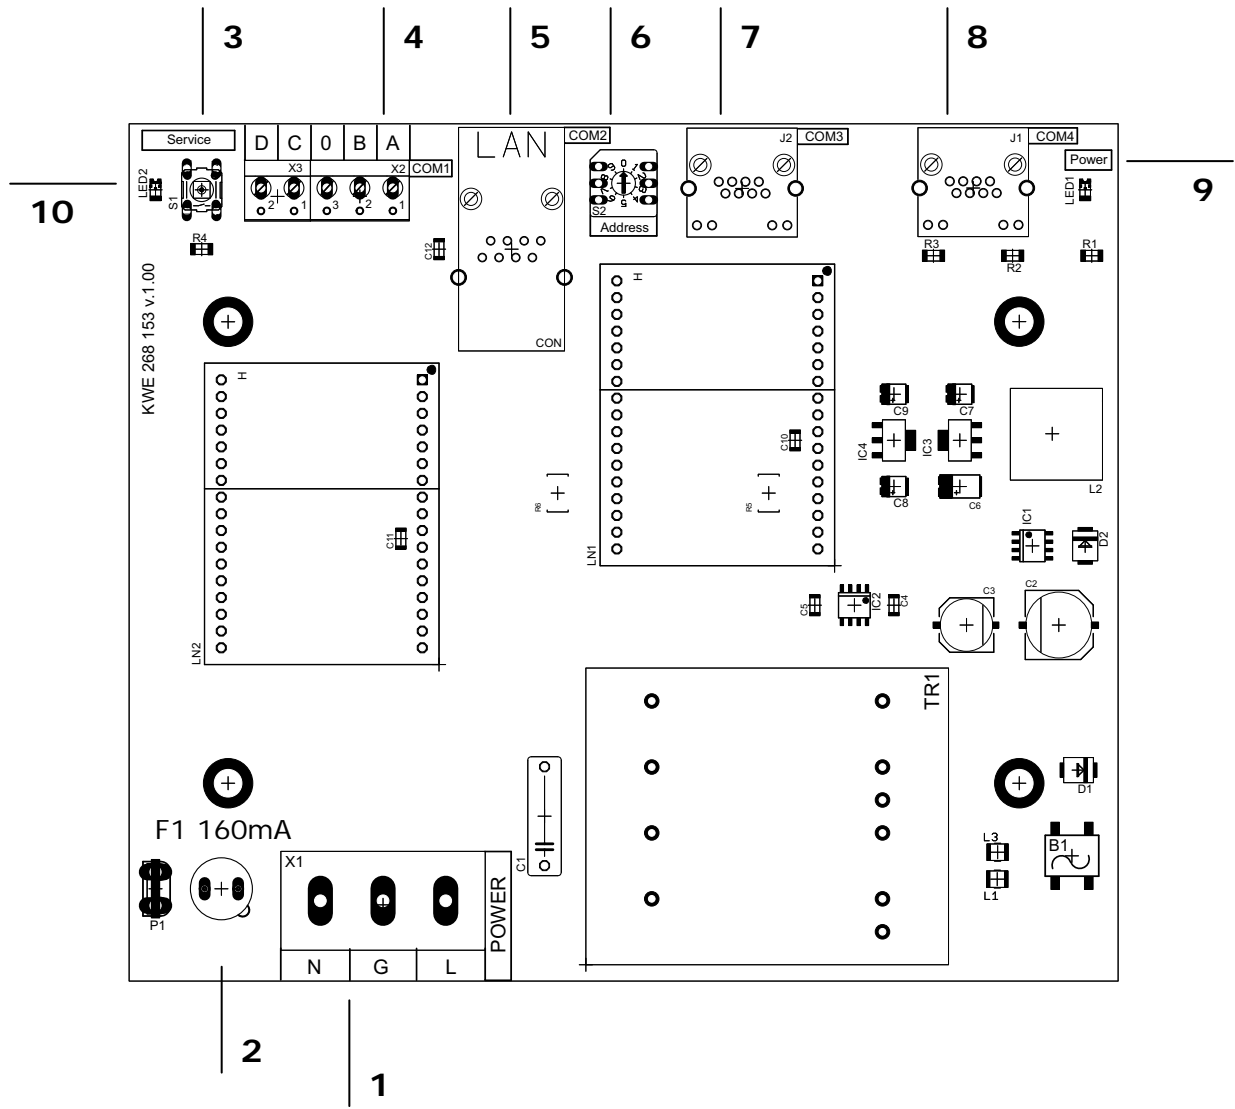 3 4 5 6 7 8
Service D C 0 B A LAN COM2 J2 COM3 J1 COM4
X3 X2 COM1 Power
LED2 S1 2 1 3 2 1 S2 LED1
9
10
Address
R4 C12 R3 R2 R1
H
KWE 268 153 v.1.00
CON
H
C9 C7
C10 IC4 IC3
R6 R5 L2
C8 C6
C11 IC1 D2
LN1
C5 IC2 C4 C3 C2
LN2
TR1
D1
F1 160mA
L3 B1
X1 C1
L1
P1 POWER
N G L
2
1